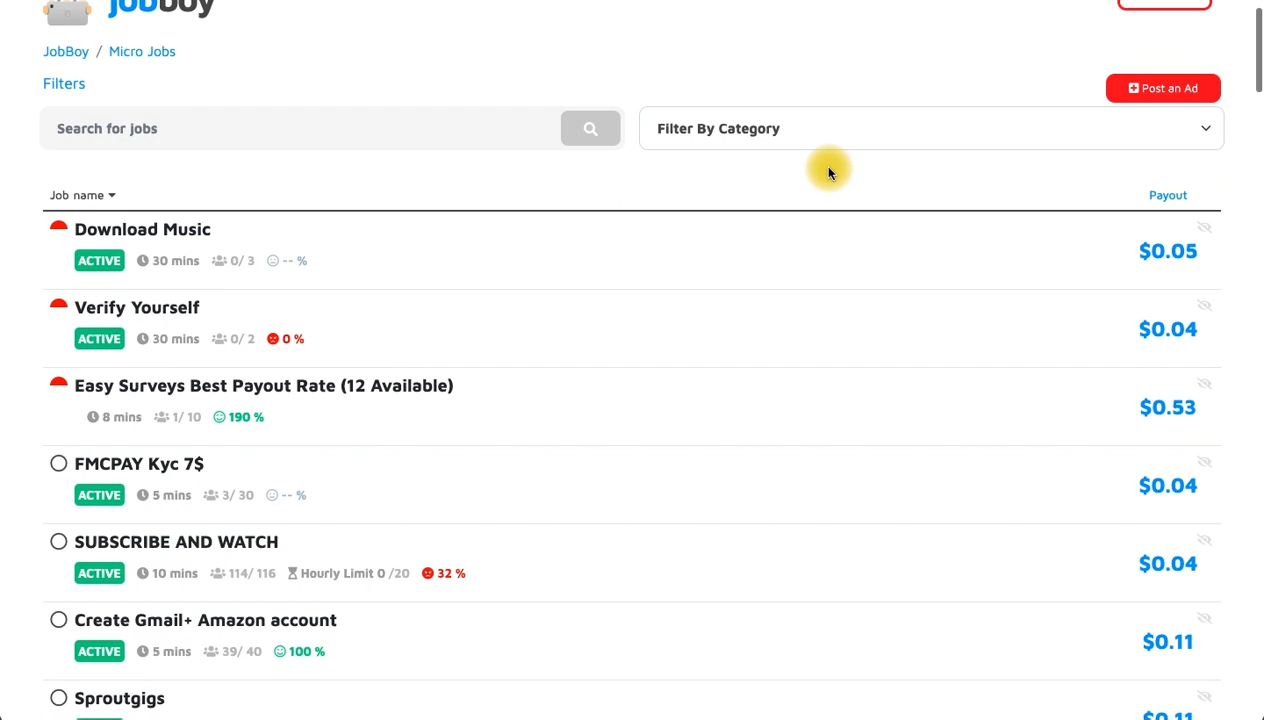 jobboy
JobBoy / Micro Jobs
Filters
Post an Ad
Search for jobs
Filter By Category
Job name
Payout
Download Music
$0.05
ACTIVE 30 mins 0/ 3 -- %
Verify Yourself
$0.04
ACTIVE 30 mins 0/ 2 0 %
Easy Surveys Best Payout Rate (12 Available)
$0.53
8 mins 1/ 10 190 %
FMCPAY Kyc 7$
$0.04
ACTIVE 5 mins 3/ 30 -- %
SUBSCRIBE AND WATCH
$0.04
ACTIVE 10 mins 114/ 116 Hourly Limit 0 /20 32 %
Create Gmail+ Amazon account
$0.11
ACTIVE 5 mins 39/ 40 100 %
Sproutgigs
$0.11